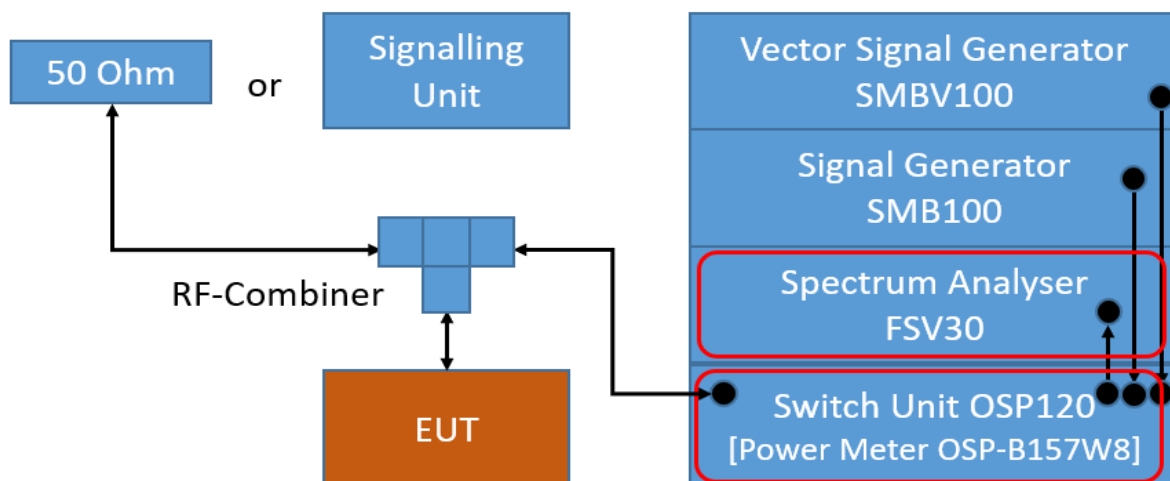 50 Ohm
or
Signalling
Unit
Vector Signal Generator
SMBV100
Signal Generator
SMB100
Spectrum Analyser
FSV30
RF-Combiner
EUT
Switch Unit OSP120
[Power Meter OSP-B157W8]